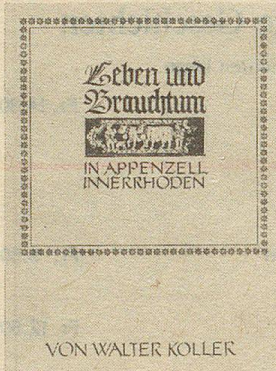 Leben und
Brauchtum
IN APPENZELL
INNERRHODEN
VON WALTER KOLLER